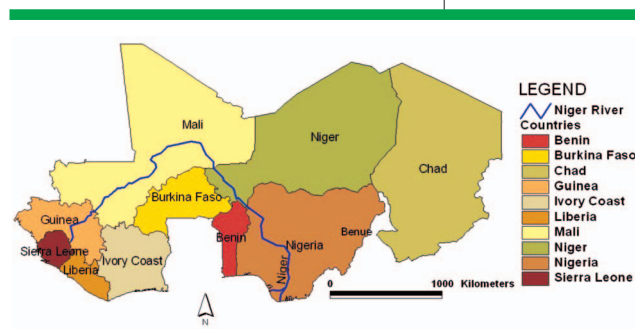 Mali
Niger
Chad
Burkina Faso
Guinea
Sierra Leone
Liberia
Ivory Coast
Benin
Nigeria
Benue
Niger
0 1000 Kilometers
N
LEGEND
Niger River
Countries
Benin
Burkina Faso
Chad
Guinea
Ivory Coast
Liberia
Mali
Niger
Nigeria
Sierra Leone